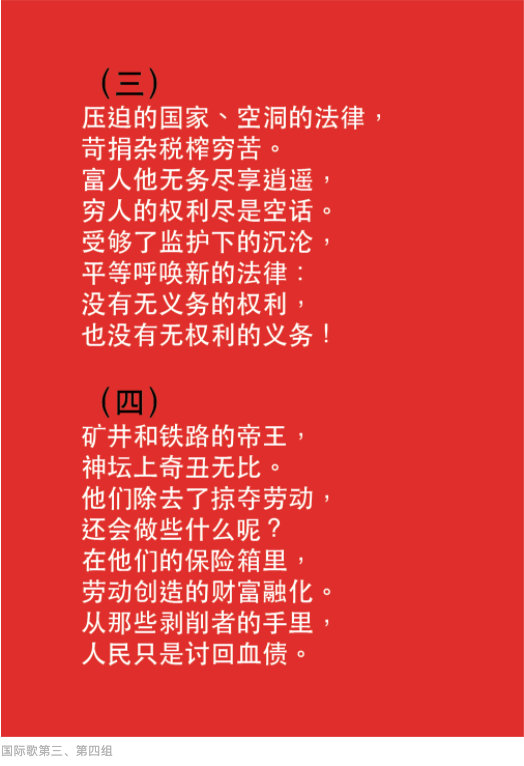 （三）
压迫的国家、空洞的法律，
苛捐杂税榨穷苦。
富人他无务尽享逍遥，
穷人的权利尽是空话。
受够了监护下的沉沦，
平等呼唤新的法律：
没有无义务的权利，
也没有无权利的义务！
（四）
矿井和铁路的帝王，
神坛上奇丑无比。
他们除去了掠夺劳动，
还会做些什么呢？
在他们的保险箱里，
劳动创造的财富融化。
从那些剥削者的手里，
人民只是讨回血债。
国际歌第三、第四组